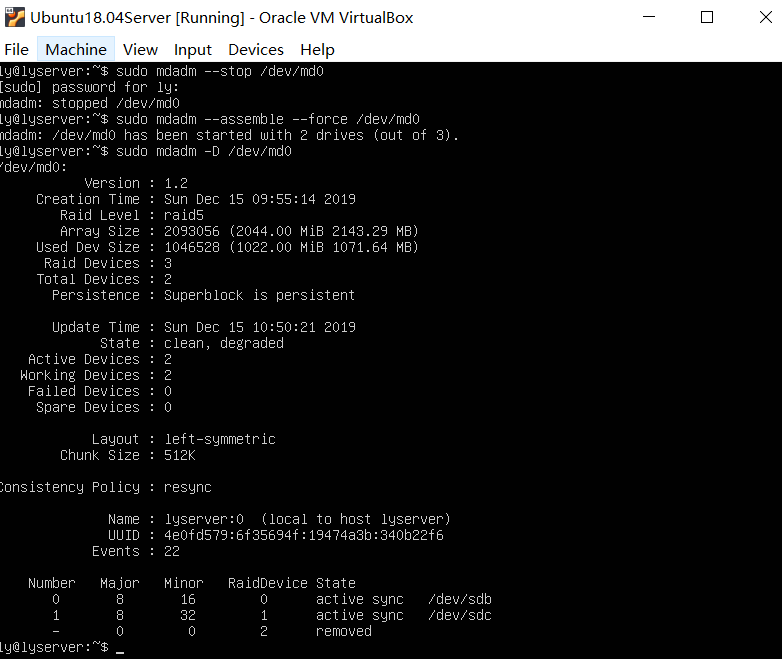 Ubuntu18.04Server [Running] - Oracle VM VirtualBox
File Machine View Input Devices Help
ly@lyserver:~$ sudo mdadm --stop /dev/md0
[sudo] password for ly:
mdadm: stopped /dev/md0
ly@lyserver:~$ sudo mdadm --assemble --force /dev/md0
mdadm: /dev/md0 has been started with 2 drives (out of 3).
ly@lyserver:~$ sudo mdadm -D /dev/md0
/dev/md0:
Version : 1.2
Creation Time : Sun Dec 15 09:55:14 2019
Raid Level : raid5
Array Size : 2093056 (2044.00 MiB 2143.29 MB)
Used Dev Size : 1046528 (1022.00 MiB 1071.64 MB)
Raid Devices : 3
Total Devices : 2
Persistence : Superblock is persistent
Update Time : Sun Dec 15 10:50:21 2019
State : clean, degraded
Active Devices : 2
Working Devices : 2
Failed Devices : 0
Spare Devices : 0
Layout : left-symmetric
Chunk Size : 512K
Consistency Policy : resync
Name : lyserver:0 (local to host lyserver)
UUID : 4e0fd579:6f35694f:19474a3b:340b22f6
Events : 22
Number Major Minor RaidDevice State
0 8 16 0 active sync /dev/sdb
1 8 32 1 active sync /dev/sdc
- 0 0 2 removed
ly@lyserver:~$ _